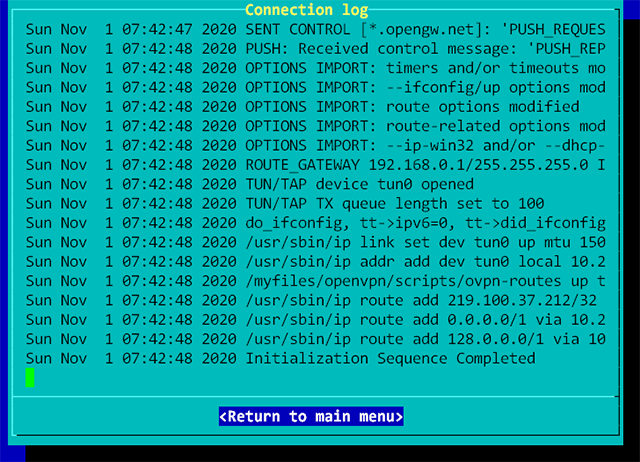 Connection log
Sun Nov  1 07:42:47 2020 SENT CONTROL [*.opengw.net]: 'PUSH_REQUES
Sun Nov  1 07:42:48 2020 PUSH: Received control message: 'PUSH_REP
Sun Nov  1 07:42:48 2020 OPTIONS IMPORT: timers and/or timeouts mo
Sun Nov  1 07:42:48 2020 OPTIONS IMPORT: --ifconfig/up options mod
Sun Nov  1 07:42:48 2020 OPTIONS IMPORT: route options modified
Sun Nov  1 07:42:48 2020 OPTIONS IMPORT: route-related options mod
Sun Nov  1 07:42:48 2020 OPTIONS IMPORT: --ip-win32 and/or --dhcp-
Sun Nov  1 07:42:48 2020 ROUTE_GATEWAY 192.168.0.1/255.255.255.0 I
Sun Nov  1 07:42:48 2020 TUN/TAP device tun0 opened
Sun Nov  1 07:42:48 2020 TUN/TAP TX queue length set to 100
Sun Nov  1 07:42:48 2020 do_ifconfig, tt->ipv6=0, tt->did_ifconfig
Sun Nov  1 07:42:48 2020 /usr/sbin/ip link set dev tun0 up mtu 150
Sun Nov  1 07:42:48 2020 /usr/sbin/ip addr add dev tun0 local 10.2
Sun Nov  1 07:42:48 2020 /myfiles/openvpn/scripts/ovpn-routes up t
Sun Nov  1 07:42:48 2020 /usr/sbin/ip route add 219.100.37.212/32
Sun Nov  1 07:42:48 2020 /usr/sbin/ip route add 0.0.0.0/1 via 10.2
Sun Nov  1 07:42:48 2020 /usr/sbin/ip route add 128.0.0.0/1 via 10
Sun Nov  1 07:42:48 2020 Initialization Sequence Completed
<Return to main menu>